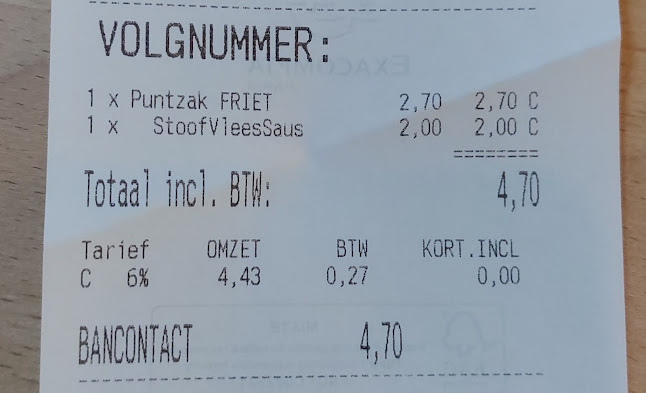 VOLGNUMMER:
1 x Puntzak FRIET 2,70 2,70 C
1 x StoofVleesSaus 2,00 2,00 C
========
Totaal incl. BTW: 4,70
Tarief OMZET BTW KORT.INCL
C 6% 4,43 0,27 0,00
BANCONTACT 4,70